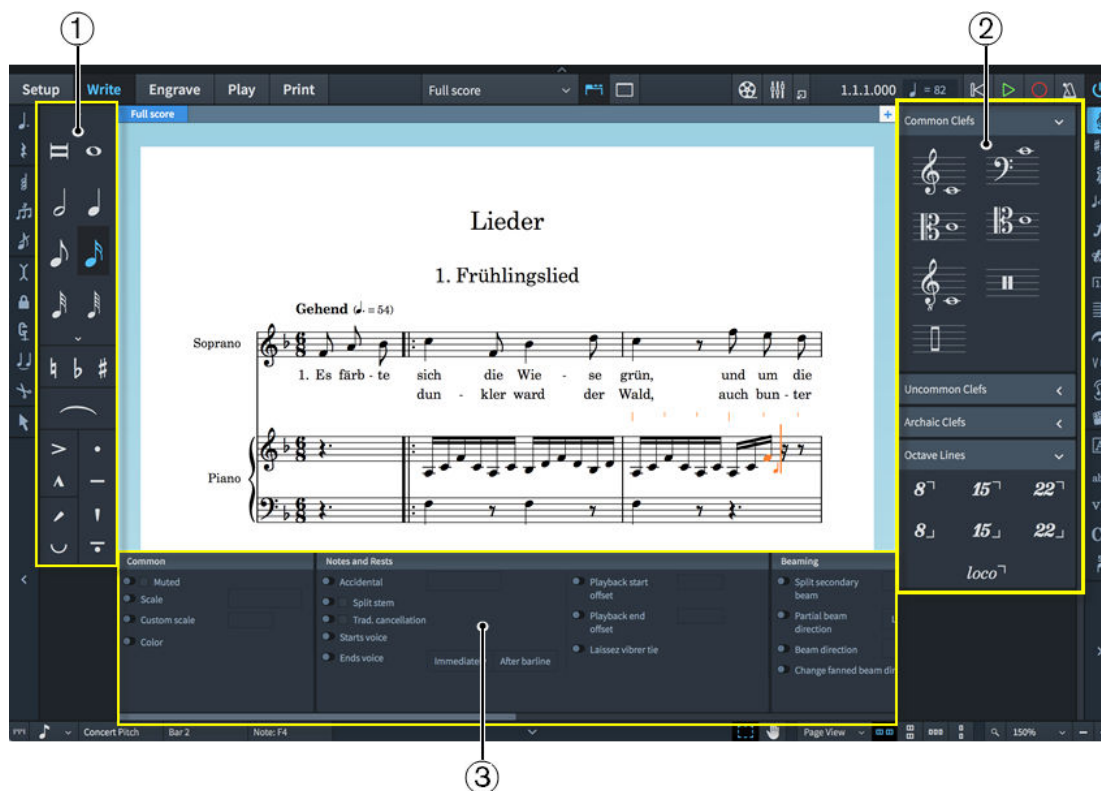 1
2
Setup Write Engrave Play Print Full score 1.1.1.000 = 82
Full score
Common Clefs
Lieder
1. Frühlingslied
Gehend (♩. = 54)
Soprano
1. Es färb - te sich die Wie - se grün, und um die
dun - kler ward der Wald, auch bun - ter
Piano
Uncommon Clefs
Archaic Clefs
Octave Lines
8 15 22
8 15 22
loco
Common
Muted
Scale
Custom scale
Color
Notes and Rests
Accidental
Split stem
Trad. cancellation
Starts voice
Ends voice
Immediately After barline
Playback start
offset
Playback end
offset
Laissez vibrer tie
Beaming
Split secondary
beam
Partial beam
direction
Beam direction
Change fanned beam
Concert Pitch Bar 2 Note: F4 Page View 150%
3